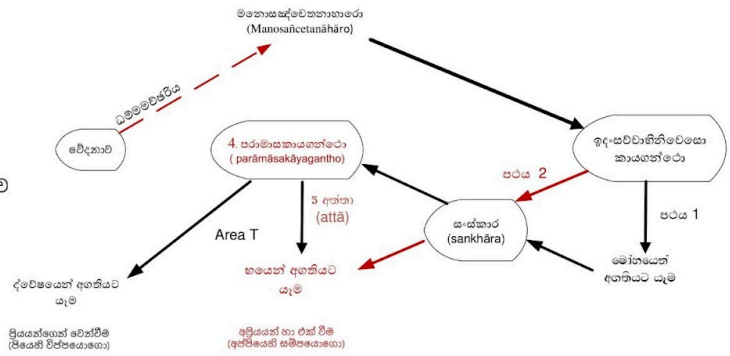 මනොසඤ්චෙතනාහාරො
(Manosañcetanāhāro)
ධම්මමච්ඡරිය
වේදනාව
4. පරාමාසකායගන්ථො
( parāmāsakāyagantho)
ඉදංසච්චාභිනිවෙසො
කායගන්ථො
පථය 2
5 අත්තා
(attā)
පථය 1
Area T
සංස්කාර
(sankhāra)
මෝහයෙන්
අගතියට යෑම
භයෙන් අගතියට
යෑම
ද්වේෂයෙන් අගතියට
යෑම
ප්‍රියයන්ගෙන් වෙන්වීම
(පියෙහි විප්පයොගො)
අප්‍රියයන් හා එක් වීම
(අප්පියෙහි සම්පයොගො)